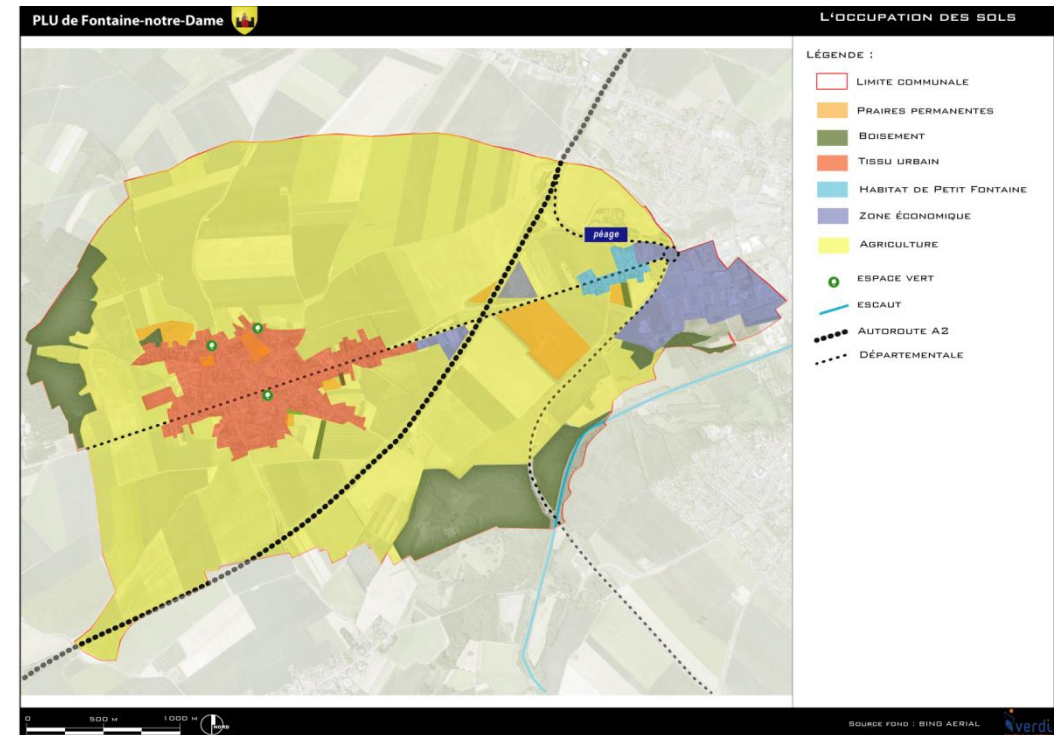 PLU de Fontaine-notre-Dame
L'OCCUPATION DES SOLS
LÉGENDE :
LIMITE COMMUNALE
PRAIRES PERMANENTES
BOISEMENT
TISSU URBAIN
HABITAT DE PETIT FONTAINE
ZONE ÉCONOMIQUE
AGRICULTURE
ESPACE VERT
ESCAUT
AUTOROUTE A2
DÉPARTEMENTALE
péage
0 500 M 1000 M NORD
SOURCE FOND : BING AERIAL
verdi